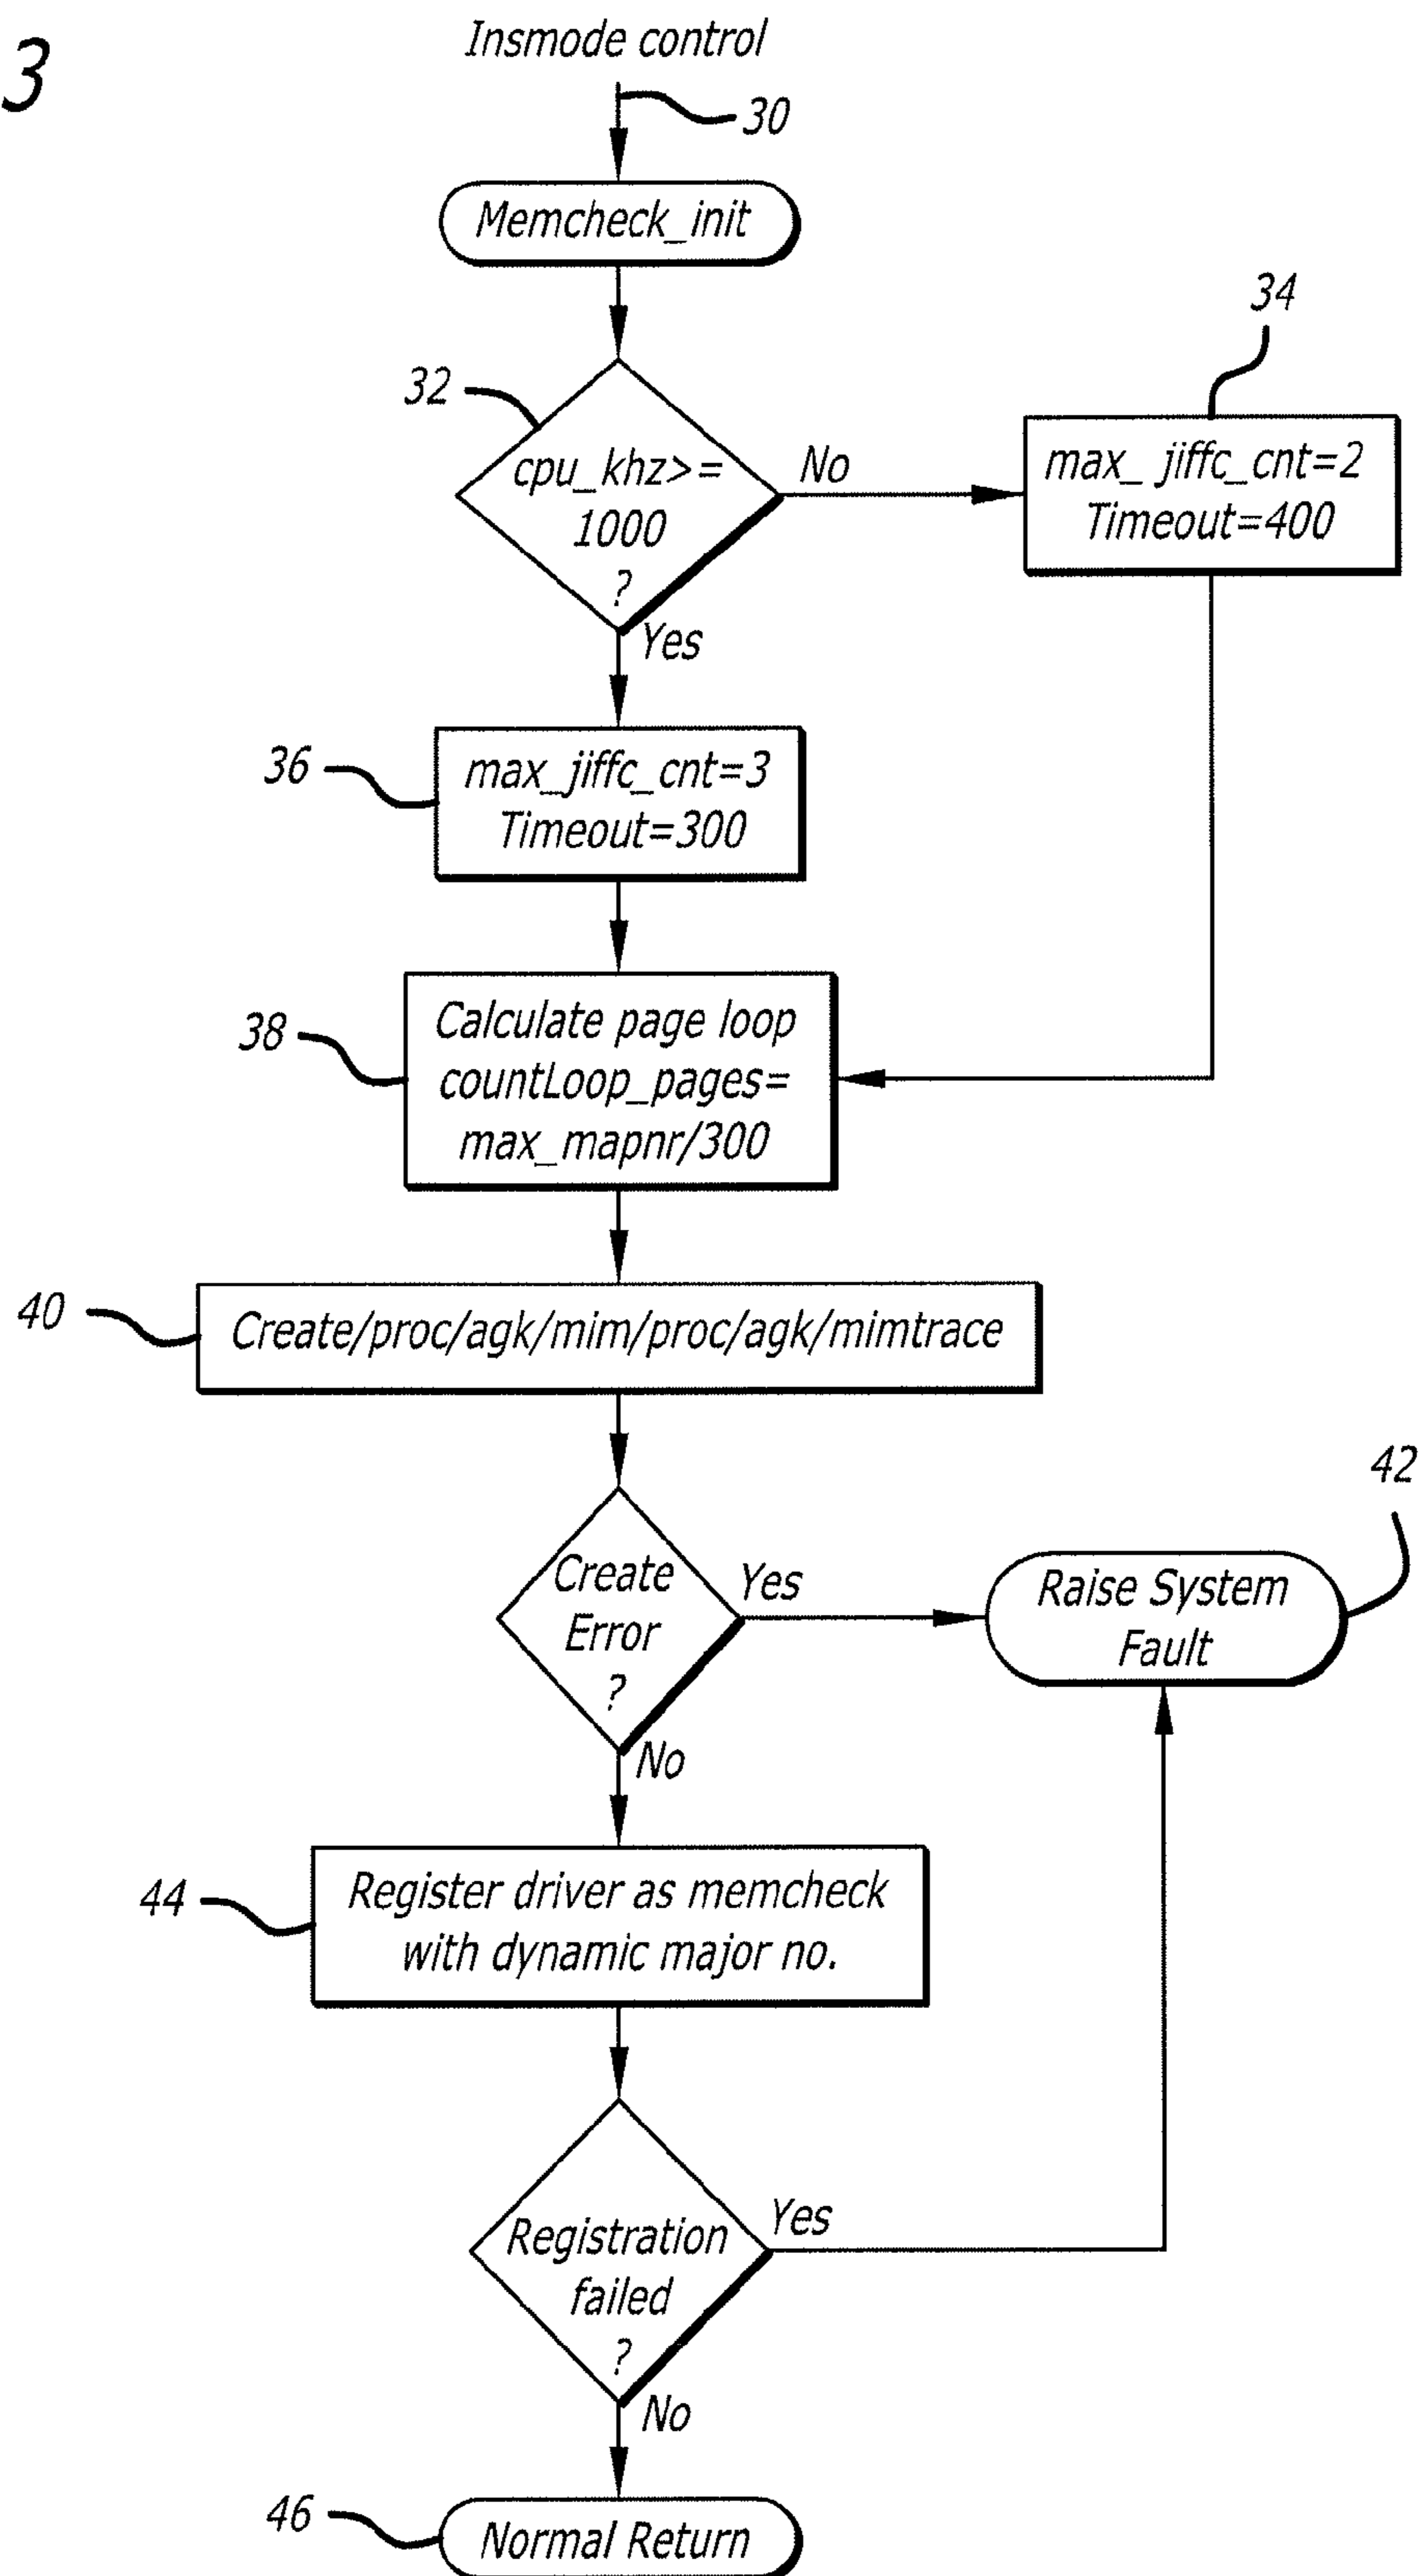 3
Insmode control
30
Memcheck_init
34
32
cpu_khz>=
1000
?
No
max_ jiffc_cnt=2
Timeout=400
Yes
36
max_jiffc_cnt=3
Timeout=300
38
Calculate page loop
countLoop_pages=
max_mapnr/300
40
Create/proc/agk/mim/proc/agk/mimtrace
42
Create
Error
?
Yes
Raise System
Fault
No
44
Register driver as memcheck
with dynamic major no.
Registration
failed
?
Yes
No
46
Normal Return